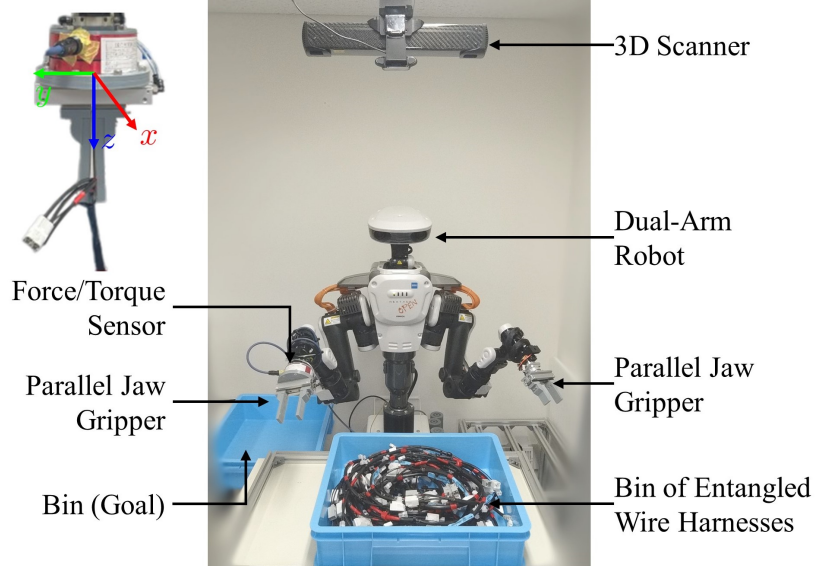 3D Scanner
y
z
x
Dual-Arm
Robot
Force/Torque
Sensor
OPEN
Parallel Jaw
Gripper
Parallel Jaw
Gripper
Bin (Goal)
Bin of Entangled
Wire Harnesses